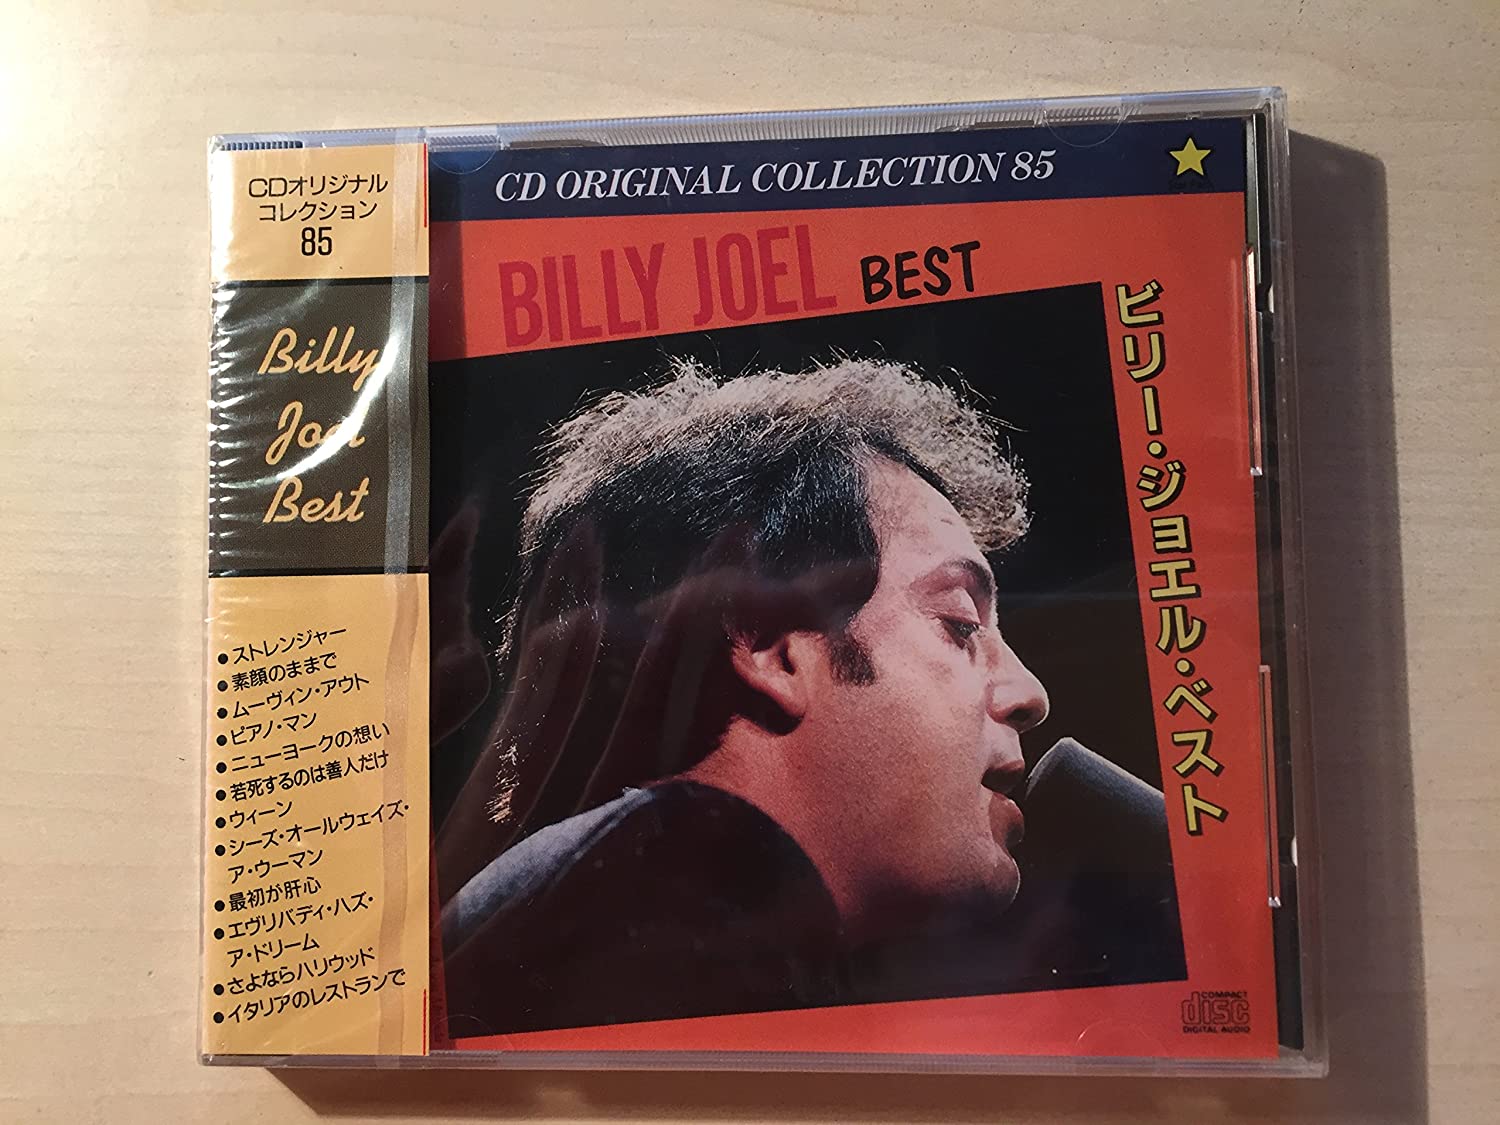 CDオリジナル
コレクション
85
Billy
Joel
Best
●ストレンジャー
●素顔のままで
●ムーヴィン・アウト
●ピアノ・マン
●ニューヨークの想い
●若死するのは善人だけ
●ウィーン
●シーズ・オールウェイズ・
ア・ウーマン
●最初が肝心
●エヴリバディ・ハズ・
ア・ドリーム
●さよならハリウッド
●イタリアのレストランで
CD ORIGINAL COLLECTION 85
BILLY JOEL BEST
ビリー・ジョエル・ベスト
COMPACT
disc
DIGITAL AUDIO